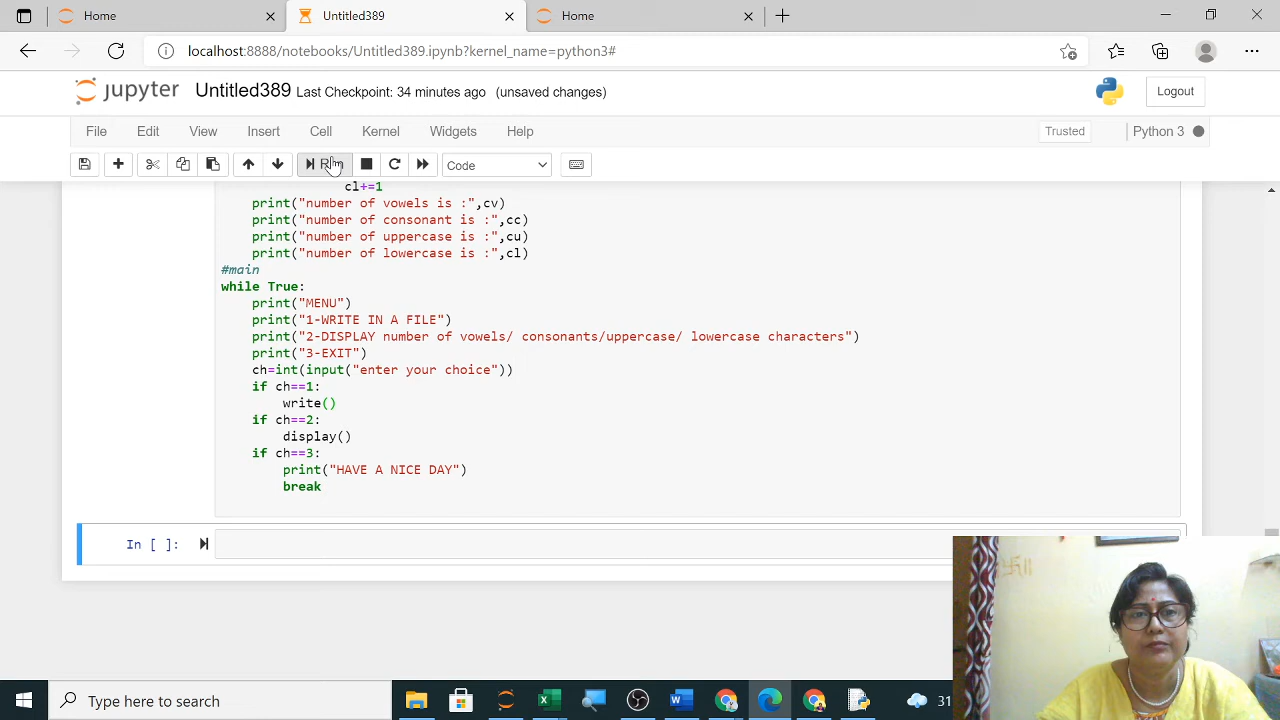 Home
Untitled389
Home
localhost:8888/notebooks/Untitled389.ipynb?kernel_name=python3#
jupyter Untitled389 Last Checkpoint: 34 minutes ago (unsaved changes)
Logout
File Edit View Insert Cell Kernel Widgets Help
Trusted
Python 3
Code
cl+=1
print("number of vowels is :",cv)
print("number of consonant is :",cc)
print("number of uppercase is :",cu)
print("number of lowercase is :",cl)
#main
while True:
print("MENU")
print("1-WRITE IN A FILE")
print("2-DISPLAY number of vowels/ consonants/uppercase/ lowercase characters")
print("3-EXIT")
ch=int(input("enter your choice"))
if ch==1:
write()
if ch==2:
display()
if ch==3:
print("HAVE A NICE DAY")
break
In [ ]:
Type here to search